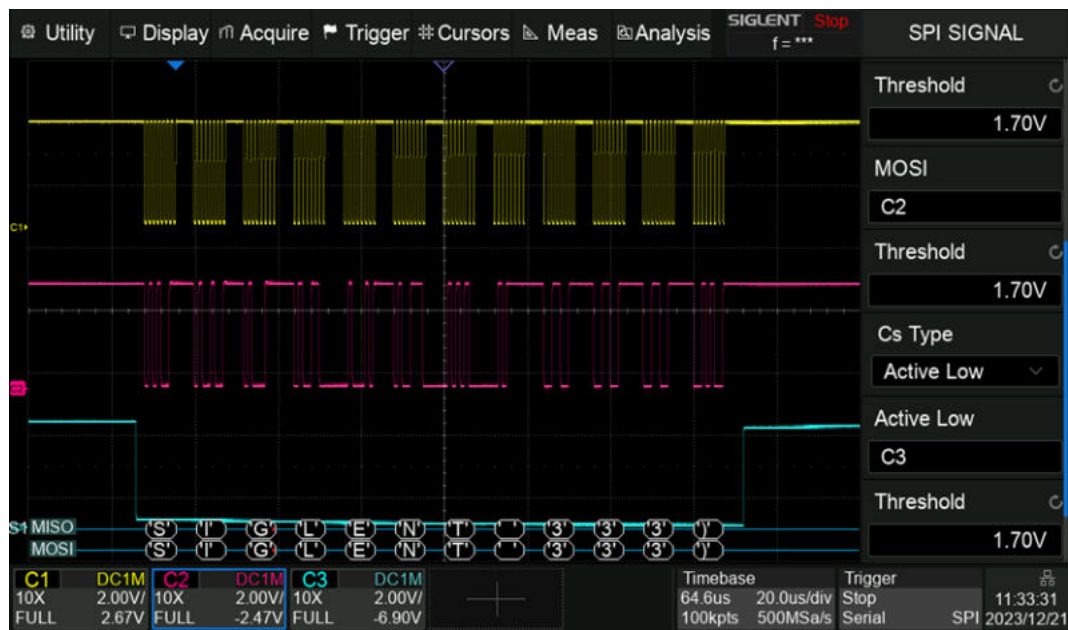 Utility Display Acquire Trigger Cursors Meas Analysis SIGLENT Stop
f = ***
SPI SIGNAL
Threshold
1.70V
MOSI
C2
Threshold
1.70V
Cs Type
Active Low
Active Low
C3
Threshold
1.70V
C1
C2
S1 MISO 'S' 'I' 'G' 'L' 'E' 'N' 'T' ' ' '3' '3' '3' ')'
MOSI 'S' 'I' 'G' 'L' 'E' 'N' 'T' ' ' '3' '3' '3' ')'
C1 DC1M C2 DC1M C3 DC1M
10X 2.00V/ 10X 2.00V/ 10X 2.00V/
FULL 2.67V FULL -2.47V FULL -6.90V
Timebase
64.6us 20.0us/div
100kpts 500MSa/s
Trigger
Stop
Serial SPI
11:33:31
2023/12/21